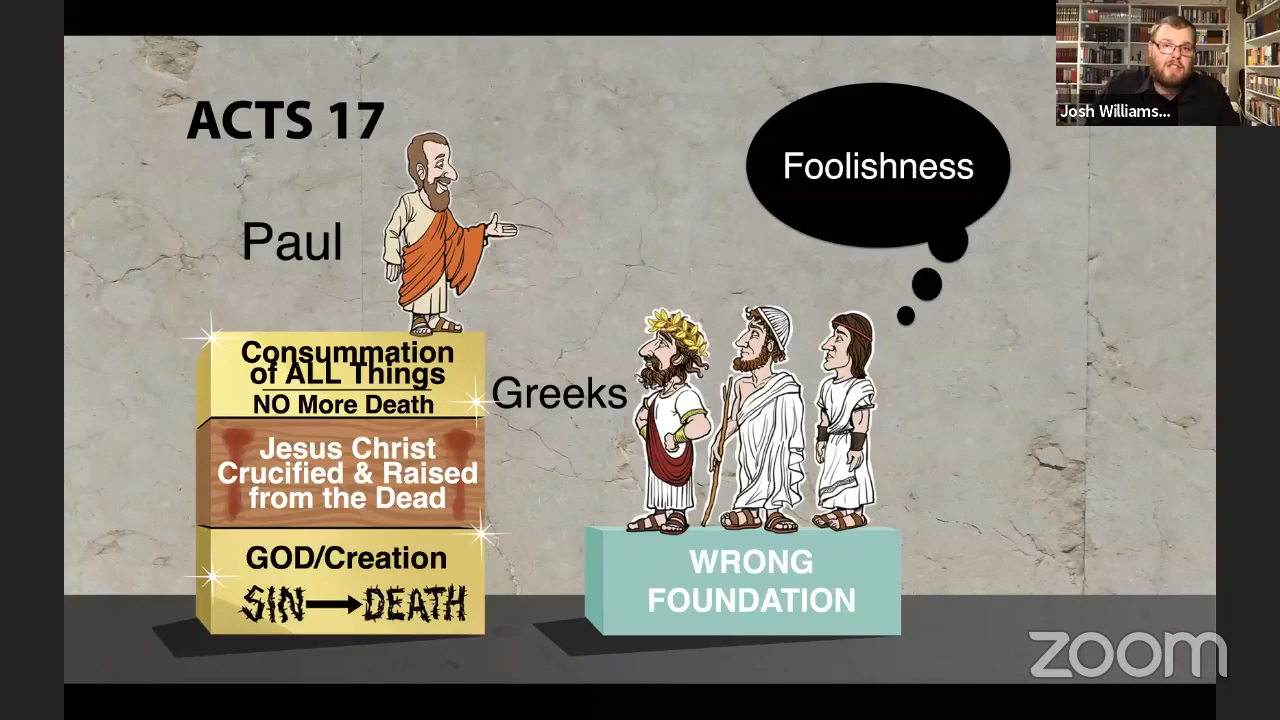 ACTS 17
Paul
Foolishness
Josh Williams...
Consummation
of ALL Things
NO More Death
Greeks
Jesus Christ
Crucified & Raised
from the Dead
GOD/Creation
SIN DEATH
WRONG
FOUNDATION
zoom